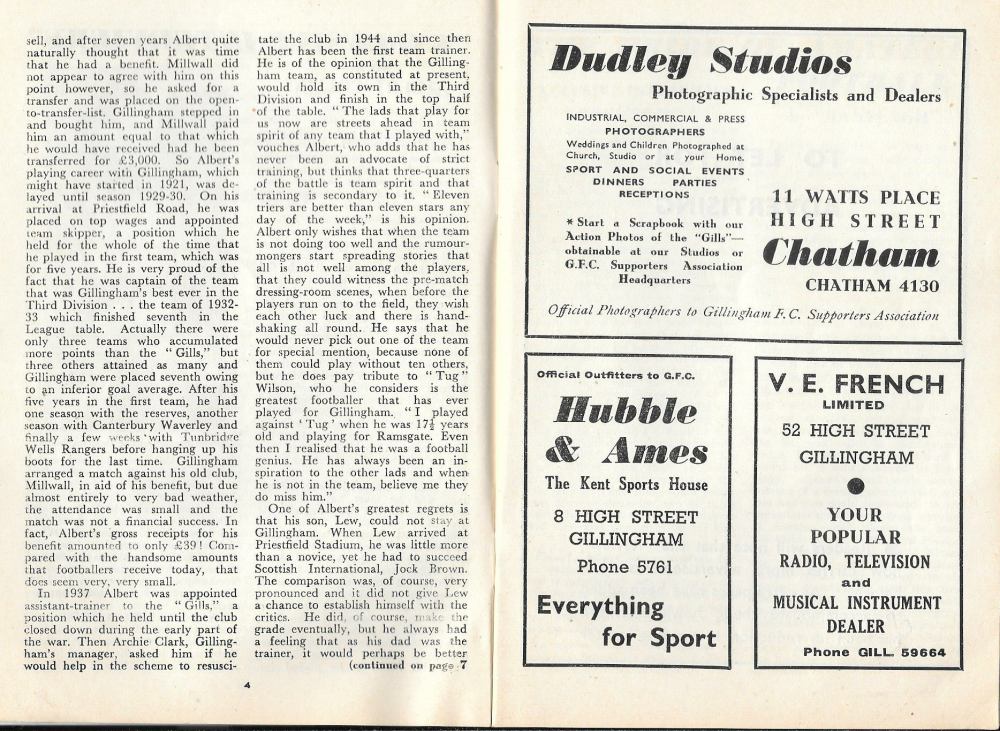 sell, and after seven years Albert quite
naturally thought that it was time
that he had a benefit. Millwall did
not appear to agree with him on this
point however, so he asked for a
transfer and was placed on the open-
to-transfer-list. Gillingham stepped in
and bought him, and Millwall paid
him an amount equal to that which
he would have received had he been
transferred for £3,000. So Albert's
playing career with Gillingham, which
might have started in 1921, was de-
layed until season 1929-30. On his
arrival at Priestfield Road, he was
placed on top wages and appointed
team skipper, a position which he
held for the whole of the time that
he played in the first team, which was
for five years. He is very proud of the
fact that he was captain of the team
that was Gillingham's best ever in the
Third Division . . . the team of 1932-
33 which finished seventh in the
League table. Actually there were
only three teams who accumulated
more points than the "Gills," but
three others attained as many and
Gillingham were placed seventh owing
to an inferior goal average. After his
five years in the first team, he had
one season with the reserves, another
season with Canterbury Waverley and
finally a few weeks with Tunbridge
Wells Rangers before hanging up his
boots for the last time. Gillingham
arranged a match against his old club,
Millwall, in aid of his benefit, but due
almost entirely to very bad weather,
the attendance was small and the
match was not a financial success. In
fact, Albert's gross receipts for his
benefit amounted to only £39! Com-
pared with the handsome amounts
that footballers receive today, that
does seem very, very small.
In 1937 Albert was appointed
assistant-trainer to the "Gills," a
position which he held until the club
closed down during the early part of
the war. Then Archie Clark, Gilling-
ham's manager, asked him if he
would help in the scheme to resusci-
4
tate the club in 1944 and since then
Albert has been the first team trainer.
He is of the opinion that the Gilling-
ham team, as constituted at present,
would hold its own in the Third
Division and finish in the top half
of the table. "The lads that play for
us now are streets ahead in team
spirit of any team that I played with,"
vouches Albert, who adds that he has
never been an advocate of strict
training, but thinks that three-quarters
of the battle is team spirit and that
training is secondary to it. "Eleven
triers are better than eleven stars any
day of the week," is his opinion.
Albert only wishes that when the team
is not doing too well and the rumour-
mongers start spreading stories that
all is not well among the players,
that they could witness the pre-match
dressing-room scenes, when before the
players run on to the field, they wish
each other luck and there is hand-
shaking all round. He says that he
would never pick out one of the team
for special mention, because none of
them could play without ten others,
but he does pay tribute to "Tug"
Wilson, who he considers is the
greatest footballer that has ever
played for Gillingham. "I played
against 'Tug' when he was 17½ years
old and playing for Ramsgate. Even
then I realised that he was a football
genius. He has always been an in-
spiration to the other lads and when
he is not in the team, believe me they
do miss him."
One of Albert's greatest regrets is
that his son, Lew, could not stay at
Gillingham. When Lew arrived at
Priestfield Stadium, he was little more
than a novice, yet he had to succeed
Scottish International, Jock Brown.
The comparison was, of course, very
pronounced and it did not give Lew
a chance to establish himself with the
critics. He did, of course, make the
grade eventually, but he always had
a feeling that as his dad was the
trainer, it would perhaps be better
(continued on page 7
Dudley Studios
Photographic Specialists and Dealers
INDUSTRIAL, COMMERCIAL & PRESS
PHOTOGRAPHERS
Weddings and Children Photographed at
Church, Studio or at your Home.
SPORT AND SOCIAL EVENTS
DINNERS PARTIES
RECEPTIONS
* Start a Scrapbook with our
Action Photos of the "Gills"—
obtainable at our Studios or
G.F.C. Supporters Association
Headquarters
11 WATTS PLACE
HIGH STREET
Chatham
CHATHAM 4130
Official Photographers to Gillingham F. C. Supporters Association
Official Outfitters to G.F.C.
Hubble
& Ames
The Kent Sports House
8 HIGH STREET
GILLINGHAM
Phone 5761
Everything
for Sport
V. E. FRENCH
LIMITED
52 HIGH STREET
GILLINGHAM
YOUR
POPULAR
RADIO, TELEVISION
and
MUSICAL INSTRUMENT
DEALER
Phone GILL. 59664